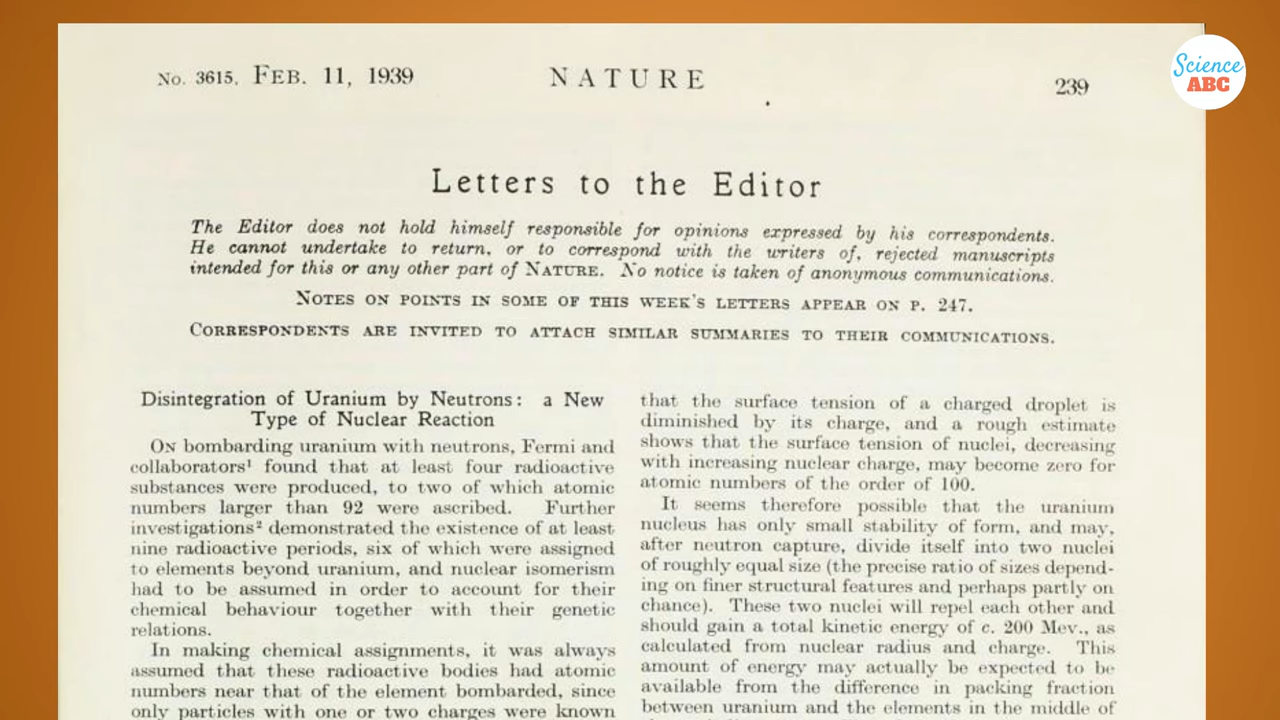 No. 3615, FEB. 11, 1939
NATURE
239
Science
ABC
Letters to the Editor
The Editor does not hold himself responsible for opinions expressed by his correspondents.
He cannot undertake to return, or to correspond with the writers of, rejected manuscripts
intended for this or any other part of NATURE. No notice is taken of anonymous communications.
NOTES ON POINTS IN SOME OF THIS WEEK'S LETTERS APPEAR ON P. 247.
CORRESPONDENTS ARE INVITED TO ATTACH SIMILAR SUMMARIES TO THEIR COMMUNICATIONS.
Disintegration of Uranium by Neutrons: a New
Type of Nuclear Reaction
ON bombarding uranium with neutrons, Fermi and
collaborators¹ found that at least four radioactive
substances were produced, to two of which atomic
numbers larger than 92 were ascribed. Further
investigations² demonstrated the existence of at least
nine radioactive periods, six of which were assigned
to elements beyond uranium, and nuclear isomerism
had to be assumed in order to account for their
chemical behaviour together with their genetic
relations.
In making chemical assignments, it was always
assumed that these radioactive bodies had atomic
numbers near that of the element bombarded, since
only particles with one or two charges were known
that the surface tension of a charged droplet is
diminished by its charge, and a rough estimate
shows that the surface tension of nuclei, decreasing
with increasing nuclear charge, may become zero for
atomic numbers of the order of 100.
It seems therefore possible that the uranium
nucleus has only small stability of form, and may,
after neutron capture, divide itself into two nuclei
of roughly equal size (the precise ratio of sizes depend-
ing on finer structural features and perhaps partly on
chance). These two nuclei will repel each other and
should gain a total kinetic energy of c. 200 Mev., as
calculated from nuclear radius and charge. This
amount of energy may actually be expected to be
available from the difference in packing fraction
between uranium and the elements in the middle of